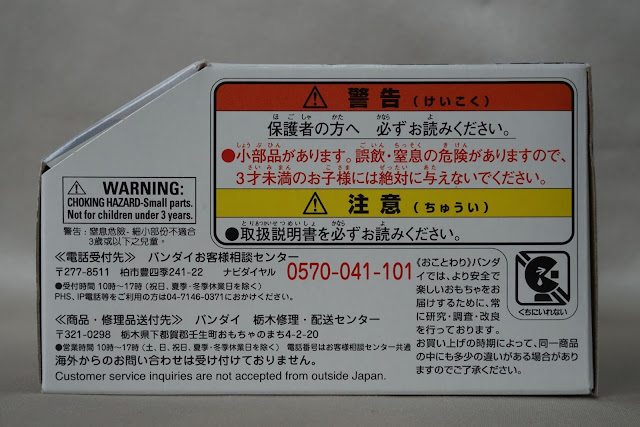 警告（けいこく）
保護者の方へ 必ずお読みください。
●小部品があります。誤飲・窒息の危険がありますので、
3才未満のお子様には絶対に与えないでください。
注意（ちゅうい）
●取扱説明書を必ずお読みください。
WARNING:
CHOKING HAZARD-Small parts.
Not for children under 3 years.
警告：窒息危險－細小部份不適合
3歲或以下之兒童。
≪電話受付先≫ バンダイお客様相談センター
〒277-8511 柏市豊四季241-22 ナビダイヤル 0570-041-101
●受付時間 10時〜17時（祝日、夏季・冬季休業日を除く）
PHS、IP電話等をご利用の方は04-7146-0371におかけください。
≪商品・修理品送付先≫ バンダイ 栃木修理・配送センター
〒321-0298 栃木県下都賀郡壬生町おもちゃのまち4-2-20
●営業時間 10時〜17時（土、日、祝日、夏季・冬季休業日を除く） 電話番号はお客様相談センター共通
海外からのお問い合わせは受け付けておりません。
Customer service inquiries are not accepted from outside Japan.
《おことわり》バンダ
イでは、より安全で
楽しいおもちゃをお
届けするために、常
に研究・調査・改良
を行っております。
お買い上げの時期によって、同一商品
の中にも多少の違いがある場合があり
ますのでご了承ください。
くちにいれない